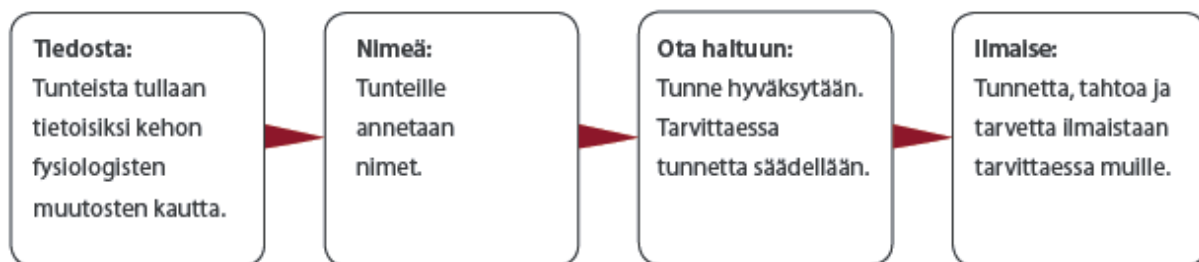 Tiedosta:
Tunteista tullaan
tietoisiksi kehon
fysiologisten
muutosten kautta.
Nimeä:
Tunteille
annetaan
nimet.
Ota haltuun:
Tunne hyväksytään.
Tarvittaessa
tunnetta säädellään.
Ilmaise:
Tunnetta, tahtoa ja
tarvetta ilmaistaan
tarvittaessa muille.